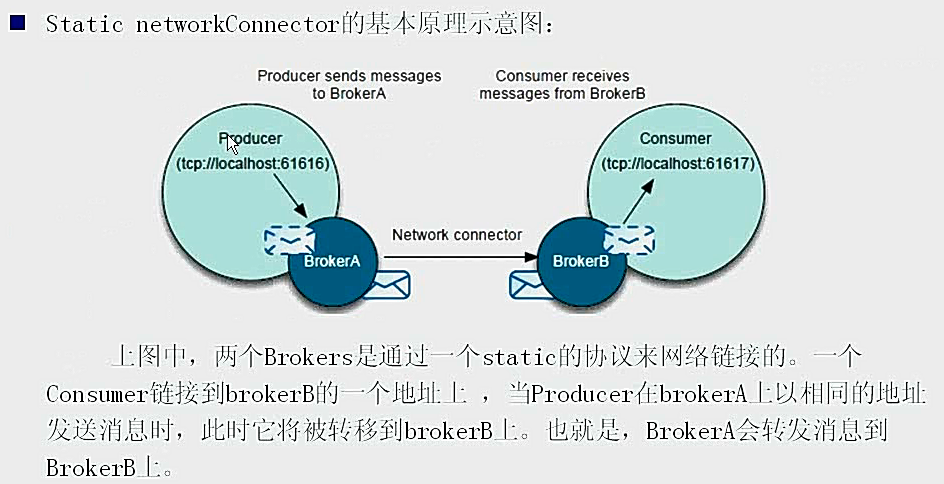 Static networkConnector的基本原理示意图：
Producer sends messages
to BrokerA
Consumer receives
messages from BrokerB
Producer
(tcp://localhost:61616)
Consumer
(tcp://localhost:61617)
Network connector
BrokerA
BrokerB
上图中，两个Brokers是通过一个static的协议来网络链接的。一个
Consumer链接到brokerB的一个地址上 ，当Producer在brokerA上以相同的地址
发送消息时，此时它将被转移到brokerB上。也就是，BrokerA会转发消息到
BrokerB上。